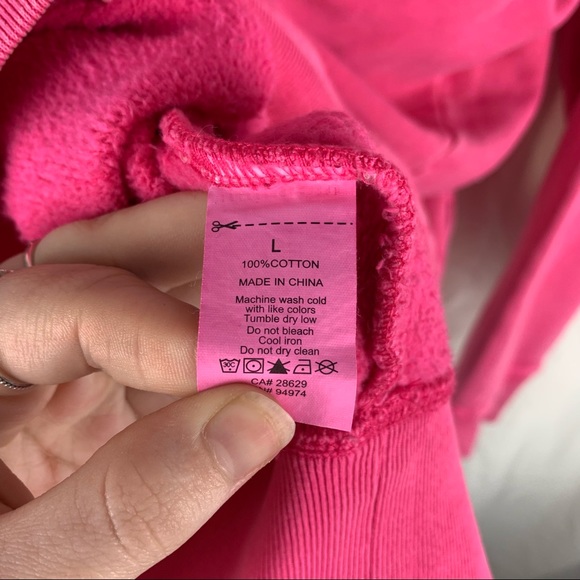 L
100%COTTON
MADE IN CHINA
Machine wash cold
with like colors
Tumble dry low
Do not bleach
Cool iron
Do not dry clean
CA# 28629
94974